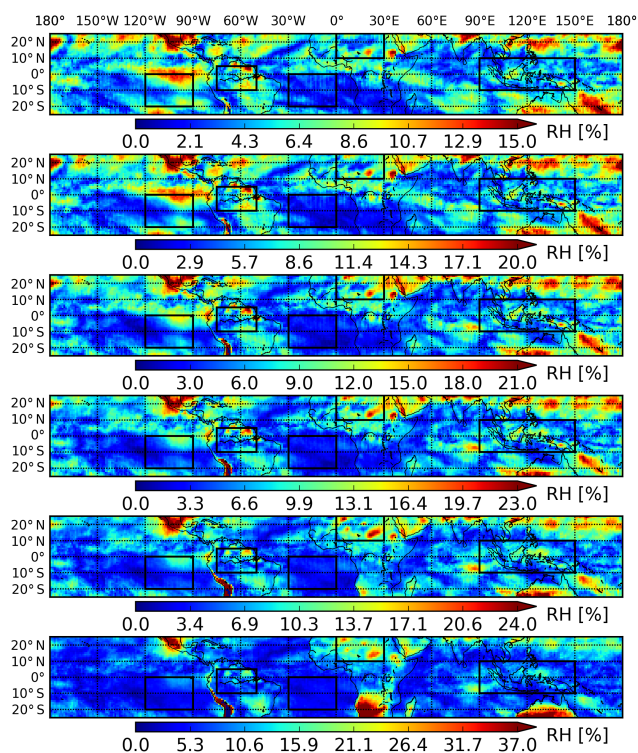 180° 150°W 120°W 90°W 60°W 30°W 0° 30°E 60°E 90°E 120°E 150°E 180°
20° N
10° N
0°
10° S
20° S
RH [%]
0.0 2.1 4.3 6.4 8.6 10.7 12.9 15.0
20° N
10° N
0°
10° S
20° S
RH [%]
0.0 2.9 5.7 8.6 11.4 14.3 17.1 20.0
20° N
10° N
0°
10° S
20° S
RH [%]
0.0 3.0 6.0 9.0 12.0 15.0 18.0 21.0
20° N
10° N
0°
10° S
20° S
RH [%]
0.0 3.3 6.6 9.9 13.1 16.4 19.7 23.0
20° N
10° N
0°
10° S
20° S
RH [%]
0.0 3.4 6.9 10.3 13.7 17.1 20.6 24.0
20° N
10° N
0°
10° S
20° S
RH [%]
0.0 5.3 10.6 15.9 21.1 26.4 31.7 37.0